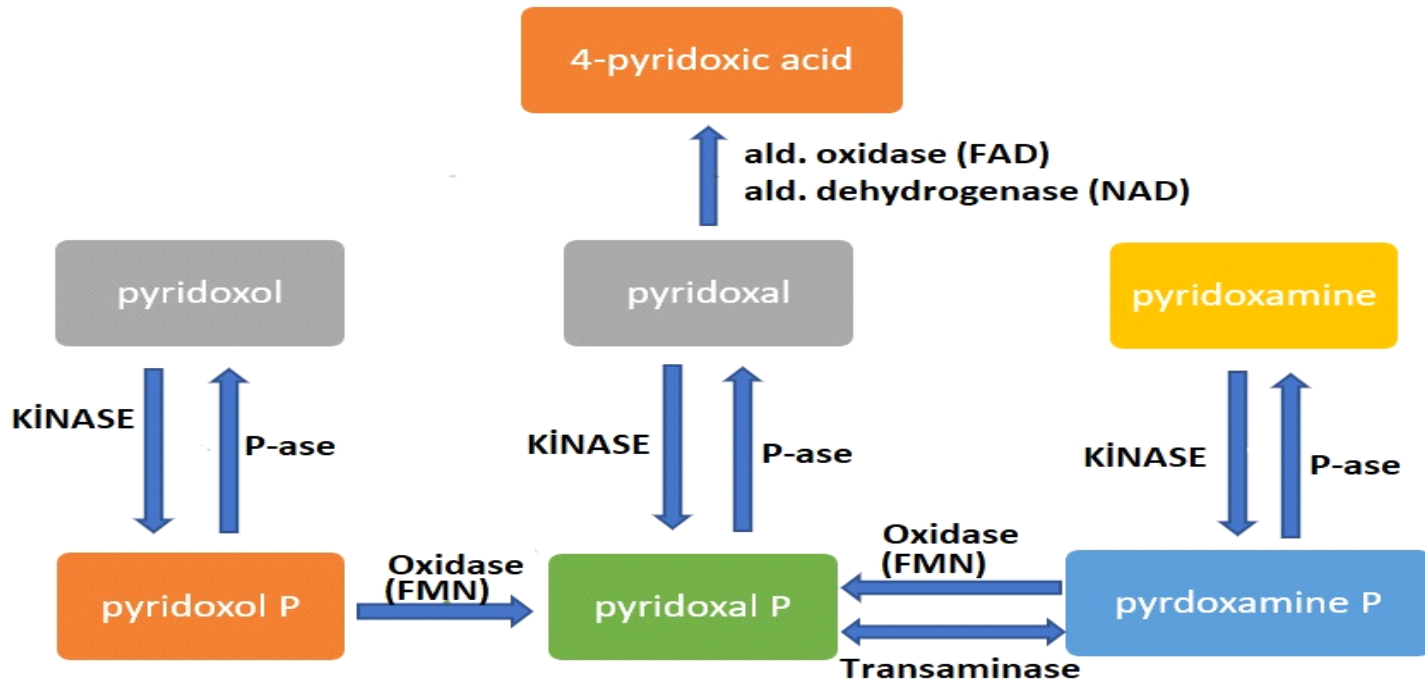 4-pyridoxic acid
ald. oxidase (FAD)
ald. dehydrogenase (NAD)
pyridoxol
pyridoxal
pyridoxamine
KİNASE
P-ase
KİNASE
P-ase
KİNASE
P-ase
Oxidase
(FMN)
Oxidase
(FMN)
pyridoxol P
pyridoxal P
pyrdoxamine P
Transaminase